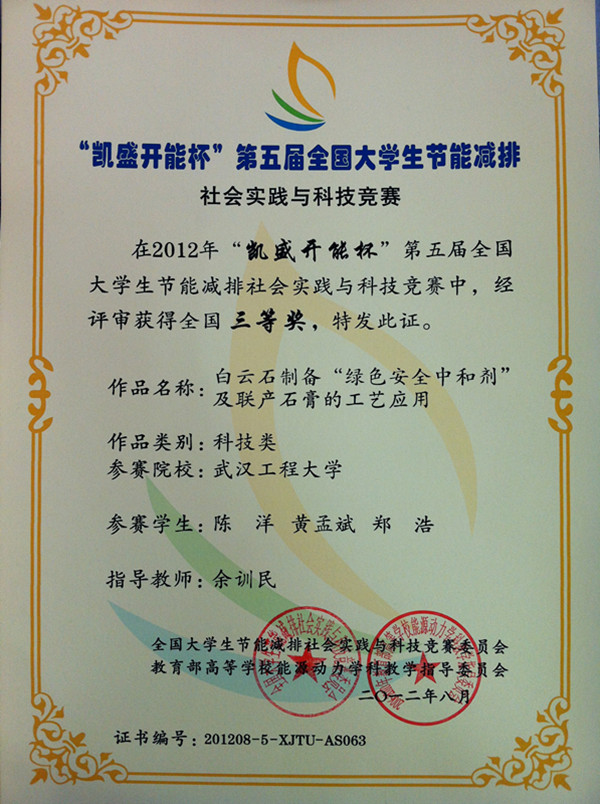 “凯盛开能杯”第五届全国大学生节能减排
社会实践与科技竞赛
在2012年“凯盛开能杯”第五届全国
大学生节能减排社会实践与科技竞赛中，经
评审获得全国 三等奖，特发此证。
作品名称：白云石制备“绿色安全中和剂”
及联产石膏的工艺应用
作品类别：科技类
参赛院校：武汉工程大学
参赛学生：陈 洋 黄孟斌 郑 浩
指导教师：余训民
全国大学生节能减排社会实践与科技竞赛委员会
教育部高等学校能源动力学科教学指导委员会
二〇一二年八月
证书编号：201208-5-XJTU-AS063